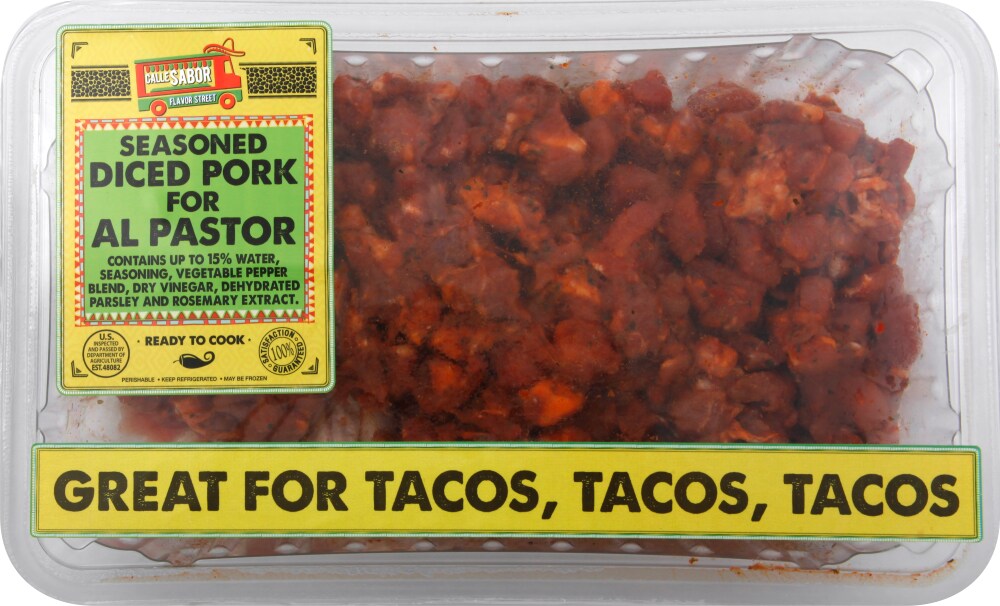 CALLE SABOR
FLAVOR STREET
SEASONED
DICED PORK
FOR
AL PASTOR
CONTAINS UP TO 15% WATER,
SEASONING, VEGETABLE PEPPER
BLEND, DRY VINEGAR, DEHYDRATED
PARSLEY AND ROSEMARY EXTRACT.
U.S.
INSPECTED
AND PASSED BY
DEPARTMENT OF
AGRICULTURE
EST.48082
• READY TO COOK •
SATISFACTION
100%
GUARANTEED
PERISHABLE • KEEP REFRIGERATED • MAY BE FROZEN
GREAT FOR TACOS, TACOS, TACOS